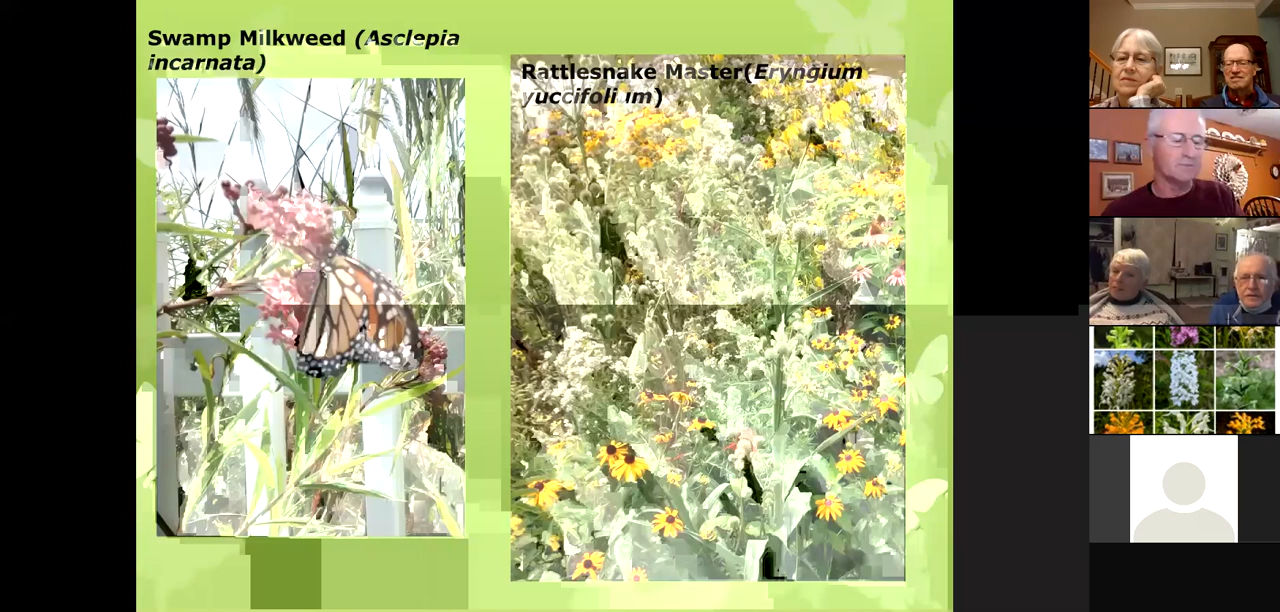 Swamp Milkweed (Asclepia
incarnata)
Rattlesnake Master(Eryngium
yuccifolium)